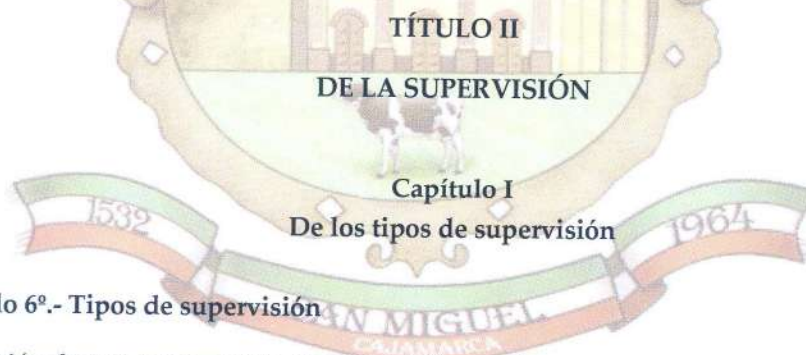 TÍTULO II
DE LA SUPERVISIÓN
Capítulo I
De los tipos de supervisión
1532
1964
lo 6º.- Tipos de supervisión
SAN MIGUEL
CAJAMARCA